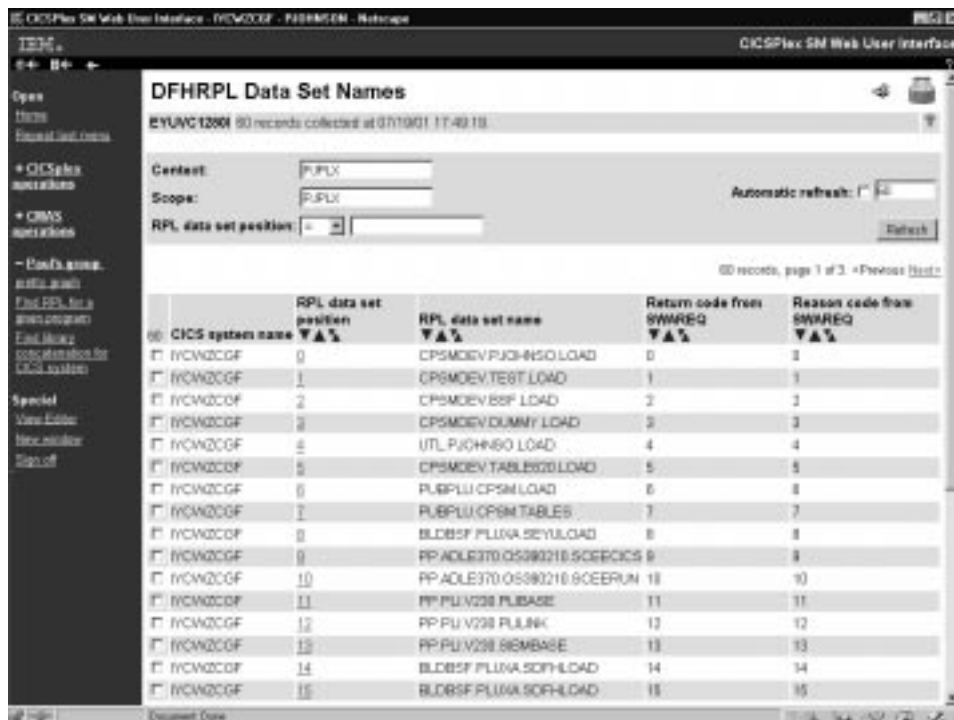 CICSPlex SM Web User Interface - IYCWZCGF - PJOHNSON - Netscape
IBM
CICSPlex SM Web User Interface
Open
Home
Repeat last menu
+ CICSplex operations
+ CMAS operations
- Paul's group.
Find RPL for a given program
Find library concatenation for CICS system
Special
View Editor
New window
Sign off
DFHRPL Data Set Names
EYUVC1280I 60 records collected at 07/19/01 17:49:19.
Context: PJPLX
Scope: PJPLX
RPL data set position: =
Automatic refresh: 60
Refresh
60 records, page 1 of 3. <Previous Next>
CICS system name RPL data set position RPL data set name Return code from SWAREQ Reason code from SWAREQ
IYCWZCGF 0 CPSMDEV.PJOHNSO.LOAD 0 0
IYCWZCGF 1 CPSMDEV.TEST.LOAD 1 1
IYCWZCGF 2 CPSMDEV.BSF.LOAD 2 2
IYCWZCGF 3 CPSMDEV.DUMMY.LOAD 3 3
IYCWZCGF 4 UTL.PJOHNSO.LOAD 4 4
IYCWZCGF 5 CPSMDEV.TABLE620.LOAD 5 5
IYCWZCGF 6 PUBPLU.CPSM.LOAD 6 6
IYCWZCGF 7 PUBPLU.CPSM.TABLES 7 7
IYCWZCGF 8 BLDBSF.PLUXA.SEYULOAD 8 8
IYCWZCGF 9 PP.ADLE370.OS390210.SCEECICS 9 9
IYCWZCGF 10 PP.ADLE370.OS390210.SCEERUN 10 10
IYCWZCGF 11 PP.PLI.V230.PLIBASE 11 11
IYCWZCGF 12 PP.PLI.V230.PLILINK 12 12
IYCWZCGF 13 PP.PLI.V230.SIBMBASE 13 13
IYCWZCGF 14 BLDBSF.PLUXA.SDFHLOAD 14 14
IYCWZCGF 15 BLDBSF.PLUXA.SDFHLOAD 15 15
Document: Done